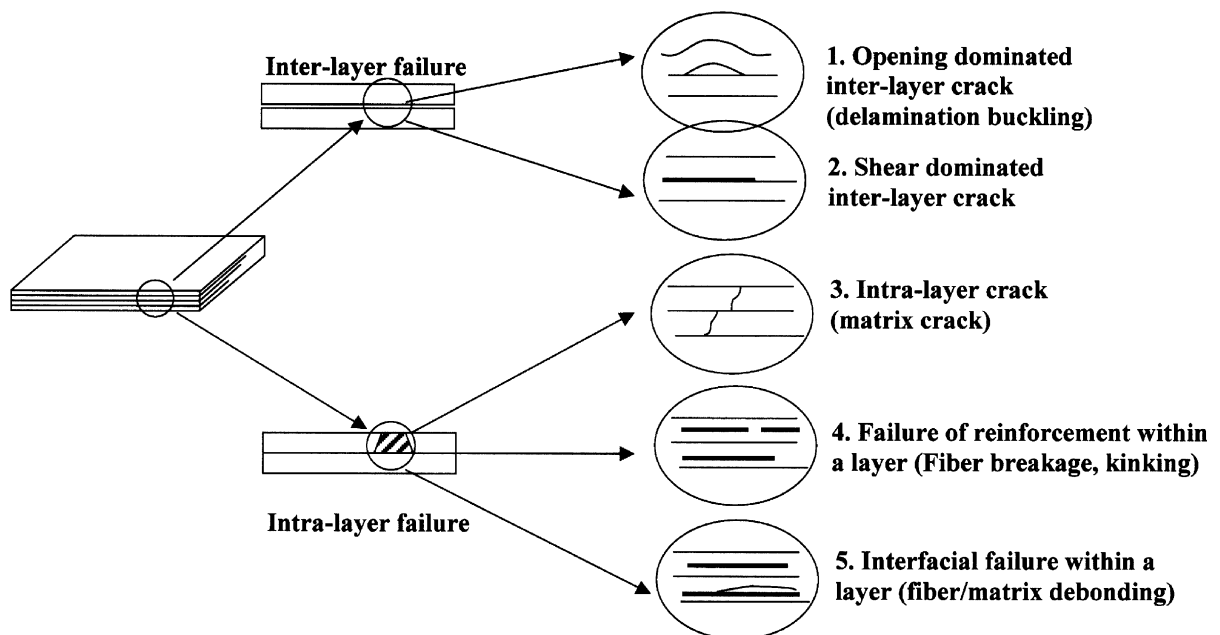 Inter-layer failure
1. Opening dominated
inter-layer crack
(delamination buckling)
2. Shear dominated
inter-layer crack
3. Intra-layer crack
(matrix crack)
4. Failure of reinforcement within
a layer (Fiber breakage, kinking)
Intra-layer failure
5. Interfacial failure within a
layer (fiber/matrix debonding)